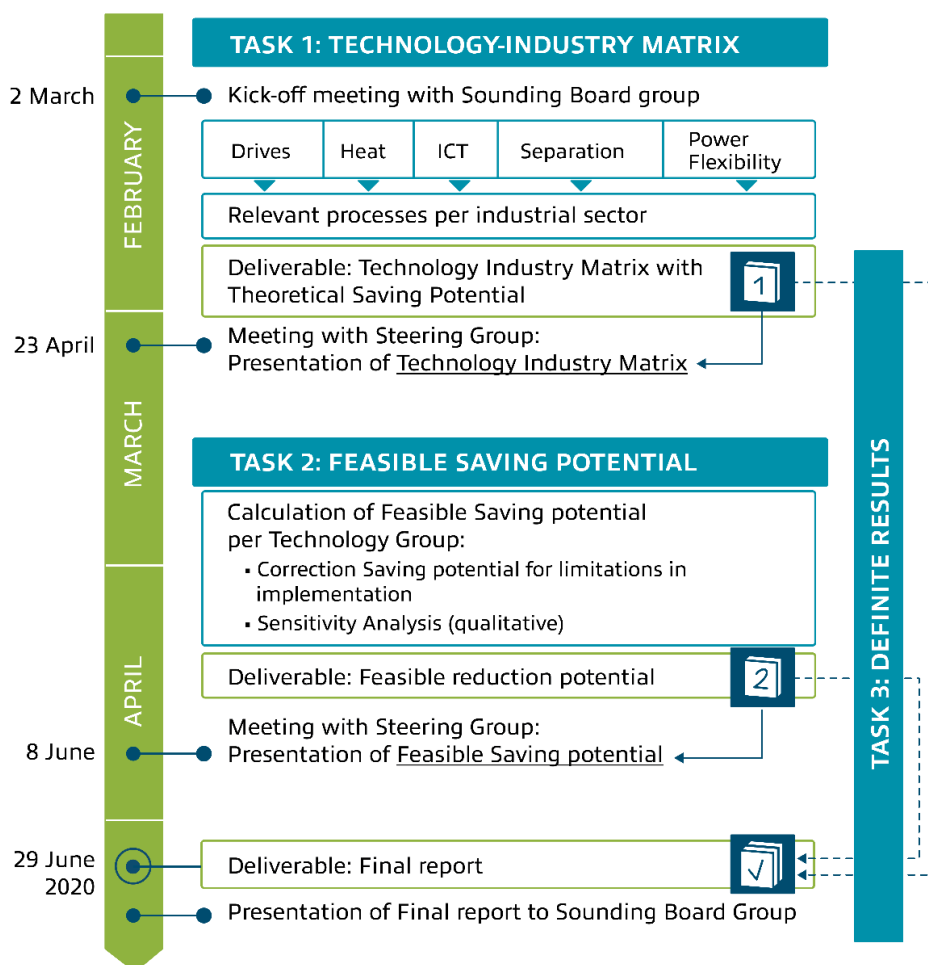 TASK 1: TECHNOLOGY-INDUSTRY MATRIX
2 March
Kick-off meeting with Sounding Board group
FEBRUARY
Drives
Heat
ICT
Separation
Power
Flexibility
Relevant processes per industrial sector
Deliverable: Technology Industry Matrix with
Theoretical Saving Potential
1
23 April
Meeting with Steering Group:
Presentation of Technology Industry Matrix
MARCH
TASK 2: FEASIBLE SAVING POTENTIAL
Calculation of Feasible Saving potential
per Technology Group:
▪ Correction Saving potential for limitations in
implementation
▪ Sensitivity Analysis (qualitative)
APRIL
Deliverable: Feasible reduction potential
2
8 June
Meeting with Steering Group:
Presentation of Feasible Saving potential
TASK 3: DEFINITE RESULTS
29 June
2020
Deliverable: Final report
√
Presentation of Final report to Sounding Board Group